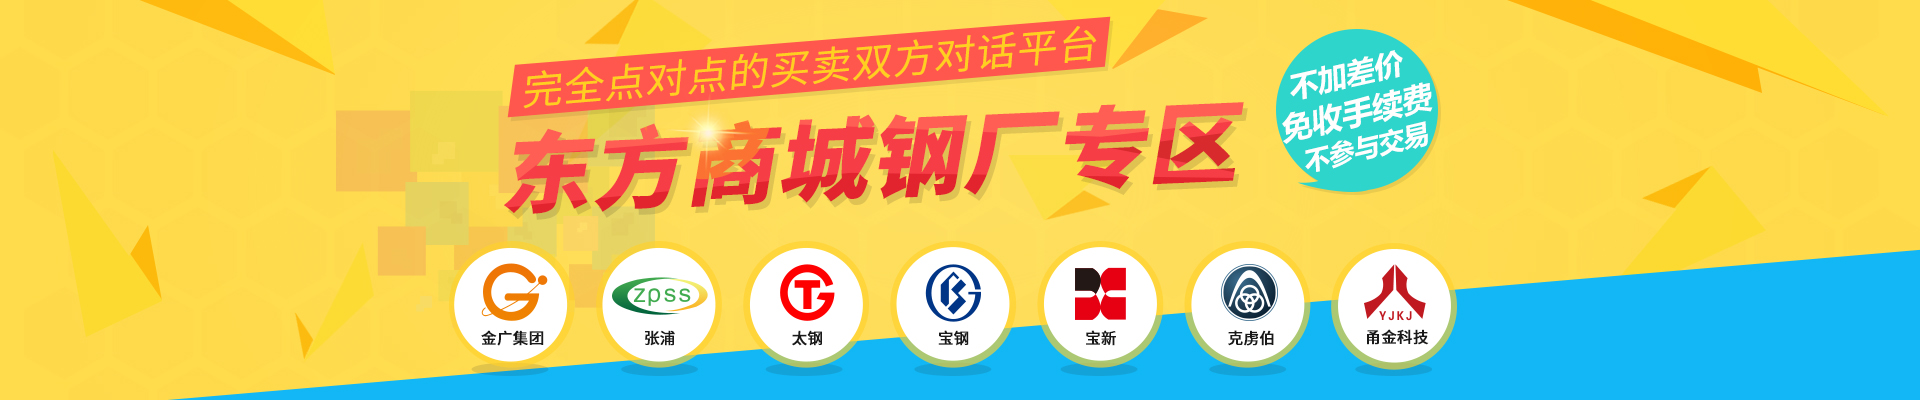 完全点对点的买卖双方对话平台
东方商城钢厂专区
不加差价
免收手续费
不参与交易
G
金广集团
zpss
张浦
太钢
宝钢
宝新
克虏伯
YJKJ
甬金科技